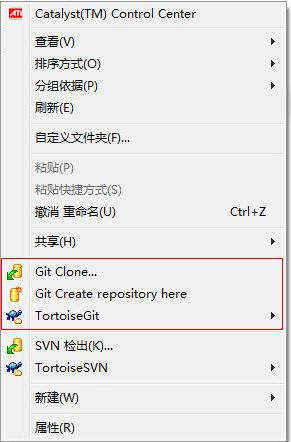 ATI
Catalyst(TM) Control Center
查看(V)
排序方式(O)
分组依据(P)
刷新(E)
自定义文件夹(F)...
粘贴(P)
粘贴快捷方式(S)
撤消 重命名(U) Ctrl+Z
共享(H)
Git Clone...
Git Create repository here
TortoiseGit
SVN 检出(K)...
TortoiseSVN
新建(W)
属性(R)